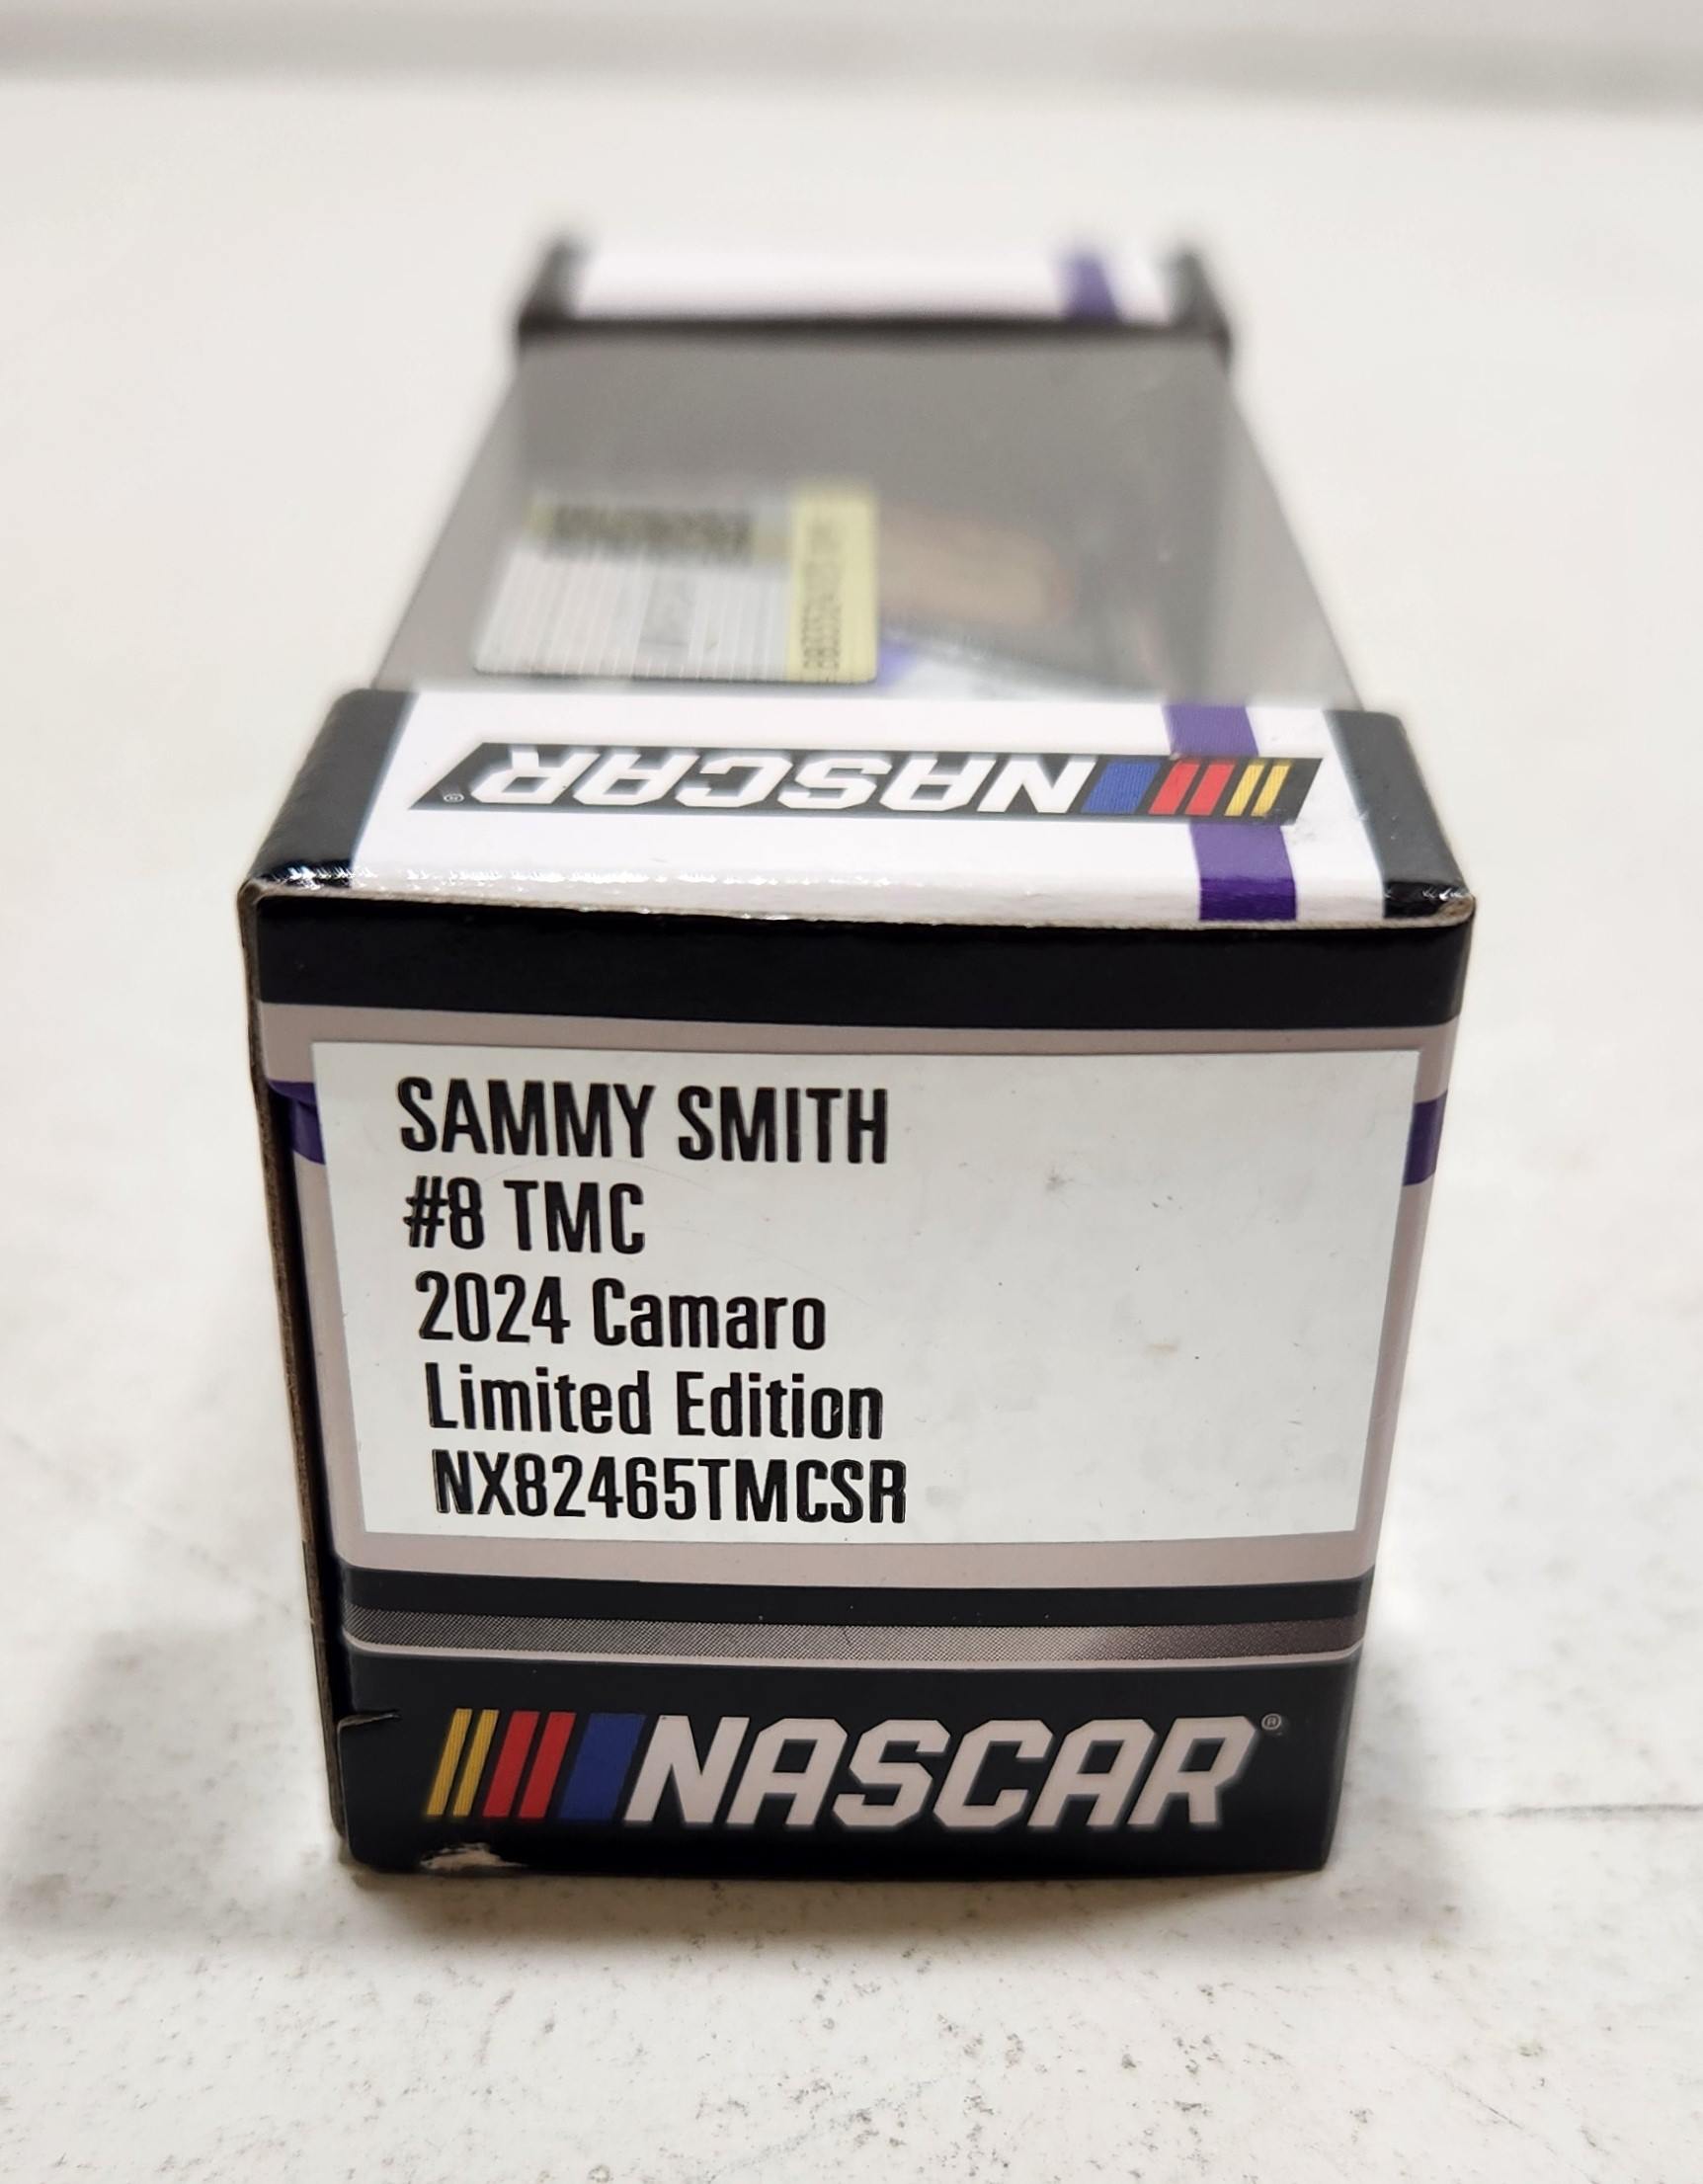 NASCAR®
SAMMY SMITH
#8 TMC
2024 Camaro
Limited Edition
NX82465TMCSR
NASCAR®